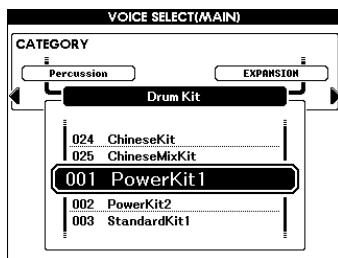 VOICE SELECT(MAIN)
CATEGORY
Percussion EXPANSION
Drum Kit
024 ChineseKit
025 ChineseMixKit
001 PowerKit1
002 PowerKit2
003 StandardKit1